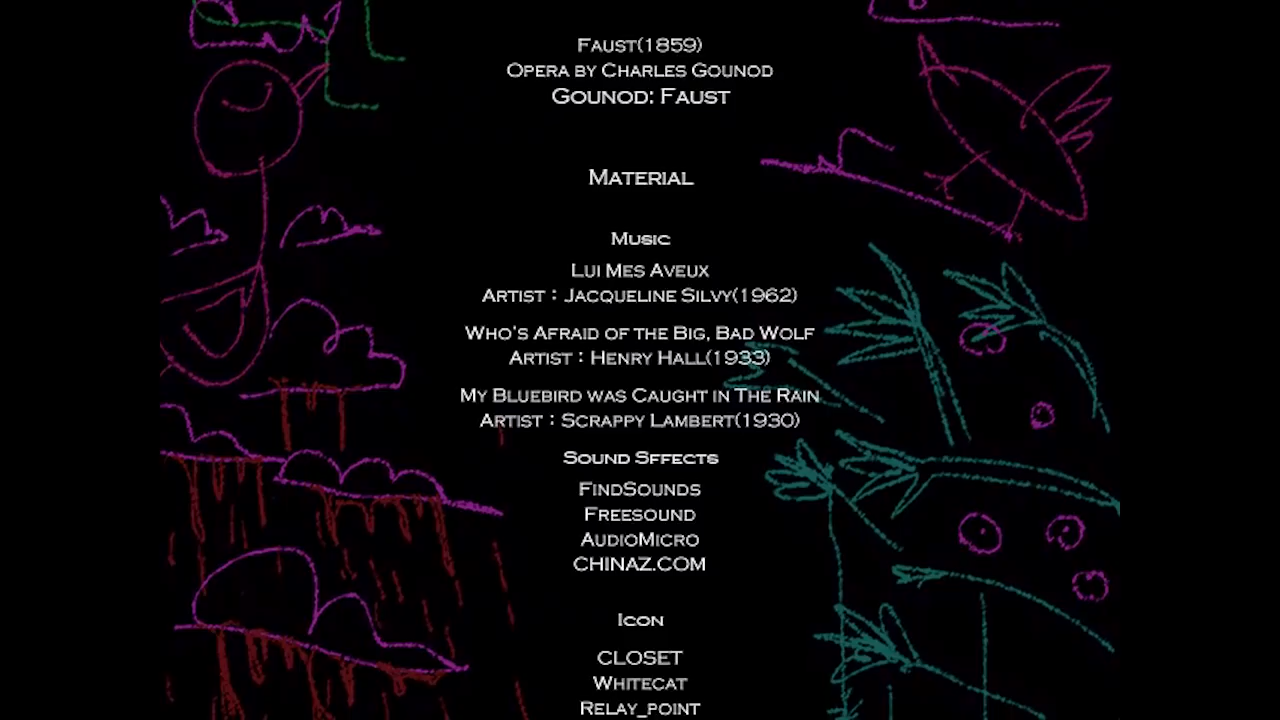 Faust(1859)
Opera by Charles Gounod
Gounod: Faust
Material
Music
Lui Mes Aveux
Artist：Jacqueline Silvy(1962)
Who's Afraid of the Big, Bad Wolf
Artist：Henry Hall(1933)
My Bluebird was Caught in The Rain
Artist：Scrappy Lambert(1930)
Sound Sffects
FindSounds
Freesound
AudioMicro
CHINAZ.COM
Icon
CLOSET
Whitecat
Relay_point